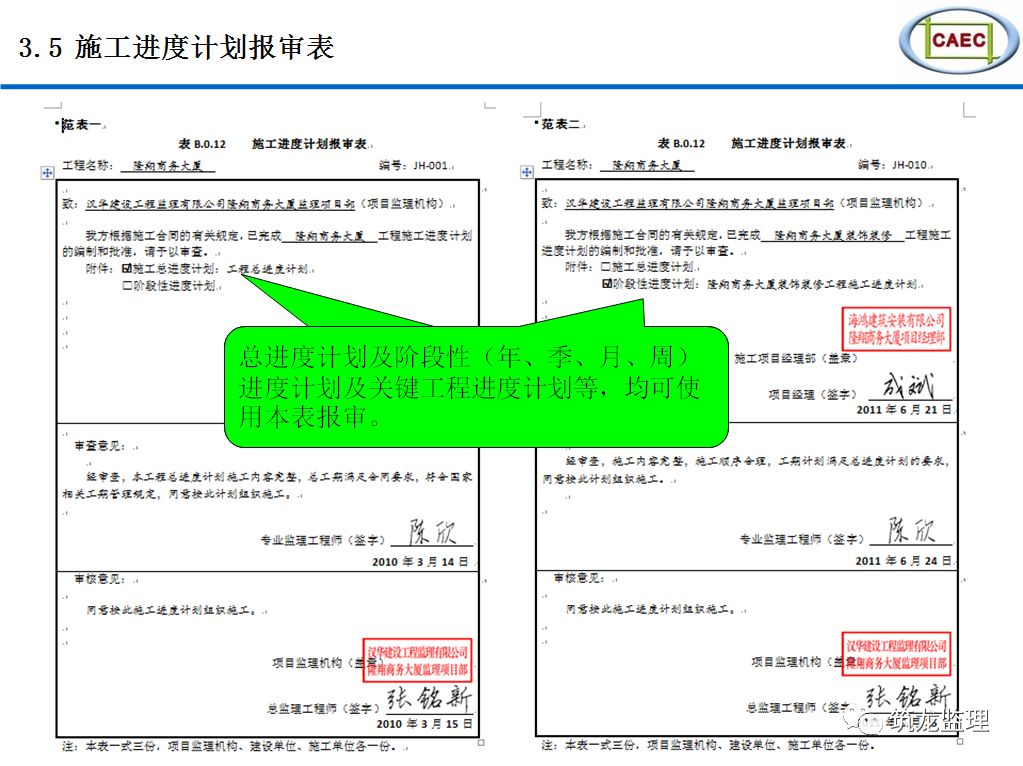 3.5 施工进度计划报审表
CAEC
范表一
表 B.0.12 施工进度计划报审表
工程名称： 隆翔商务大厦 编号：JH-001
致：汉华建设工程监理有限公司隆翔商务大厦监理项目部（项目监理机构）
我方根据施工合同的有关规定，已完成 隆翔商务大厦 工程施工进度计划
的编制和批准，请予以审查。
附件：☑施工总进度计划：工程总进度计划
□阶段性进度计划
审查意见：
经审查，本工程总进度计划施工内容完整，总工期满足合同要求，符合国家
相关工期管理规定，同意按此计划组织施工。
专业监理工程师（签字） 陈欣
2010 年 3 月 14 日
审核意见：
同意按此施工进度计划组织施工。
汉华建设工程监理有限公司
隆翔商务大厦监理项目部
项目监理机构（盖章）
总监理工程师（签字） 张铭新
2010 年 3 月 15 日
注：本表一式三份，项目监理机构、建设单位、施工单位各一份。
总进度计划及阶段性（年、季、月、周）
进度计划及关键工程进度计划等，均可使
用本表报审。
范表二
表 B.0.12 施工进度计划报审表
工程名称： 隆翔商务大厦 编号：JH-010
致：汉华建设工程监理有限公司隆翔商务大厦监理项目部（项目监理机构）
我方根据施工合同的有关规定，已完成 隆翔商务大厦装饰装修 工程施工
进度计划的编制和批准，请予以审查。
附件：□施工总进度计划
☑阶段性进度计划：隆翔商务大厦装饰装修工程施工进度计划
海鸿建筑安装有限公司
隆翔商务大厦项目经理部
施工项目经理部（盖章）
项目经理（签字） 成斌
2011 年 6 月 21 日
经审查，施工内容完整，施工顺序合理，工期计划满足总进度计划的要求，
同意按此计划组织施工。
专业监理工程师（签字） 陈欣
2011 年 6 月 24 日
审核意见：
同意按此施工进度计划组织施工。
汉华建设工程监理有限公司
隆翔商务大厦监理项目部
项目监理机构（盖章）
总监理工程师（签字） 张铭新
筑龙监理
注：本表一式三份，项目监理机构、建设单位、施工单位各一份。